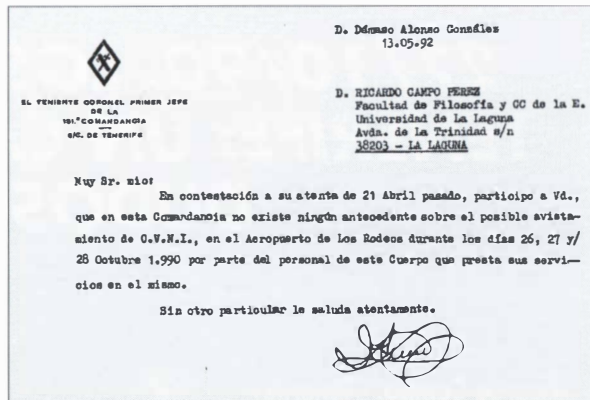 D. Dámaso Alonso González
13.05.92
EL TENIENTE CORONEL PRIMER JEFE
DE LA
151.ª COMANDANCIA
S/C. DE TENERIFE
D. RICARDO CAMPO PEREZ
Facultad de Filosofía y CC de la E.
Universidad de La Laguna
Avda. de La Trinidad s/n
38203 - LA LAGUNA
Muy Sr. mio:
En contestación a su atenta de 21 Abril pasado, participo a Vd.,
que en esta Comandancia no existe ningún antecedente sobre el posible avista-
miento de O.V.N.I., en el Aeropuerto de Los Rodeos durante los días 26, 27 y/
28 Octubre 1.990 por parte del personal de este Cuerpo que presta sus servi-
cios en el mismo.
Sin otro particular le saluda atentamente.